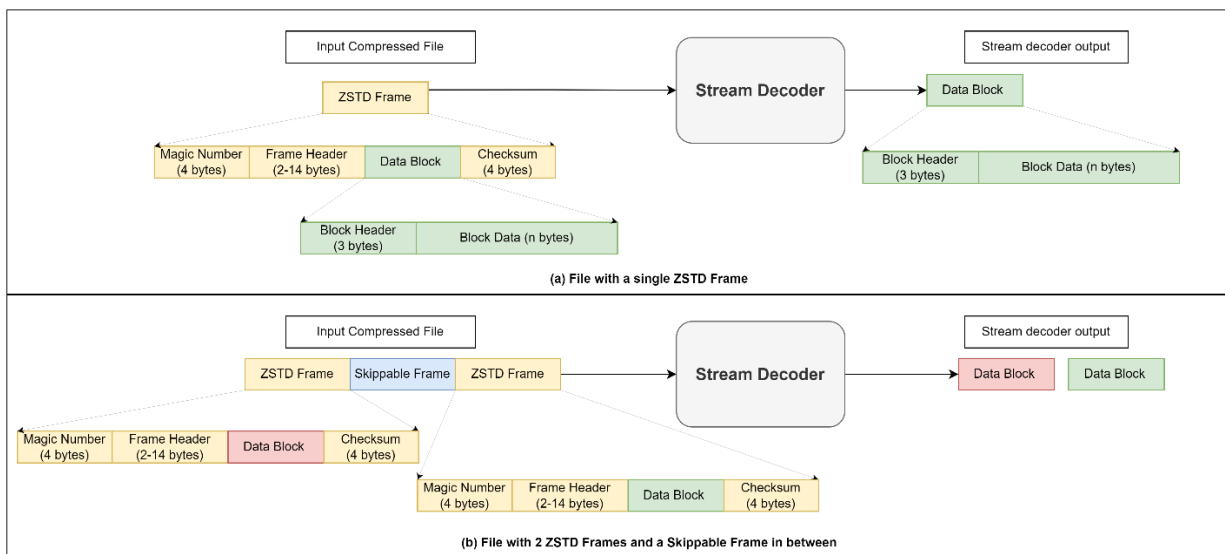 Input Compressed File
Stream decoder output
ZSTD Frame
Stream Decoder
Data Block
Magic Number
(4 bytes)
Frame Header
(2-14 bytes)
Data Block
Checksum
(4 bytes)
Block Header
(3 bytes)
Block Data (n bytes)
Block Header
(3 bytes)
Block Data (n bytes)
(a) File with a single ZSTD Frame
Input Compressed File
Stream decoder output
ZSTD Frame
Skippable Frame
ZSTD Frame
Stream Decoder
Data Block
Data Block
Magic Number
(4 bytes)
Frame Header
(2-14 bytes)
Data Block
Checksum
(4 bytes)
Magic Number
(4 bytes)
Frame Header
(2-14 bytes)
Data Block
Checksum
(4 bytes)
(b) File with 2 ZSTD Frames and a Skippable Frame in between